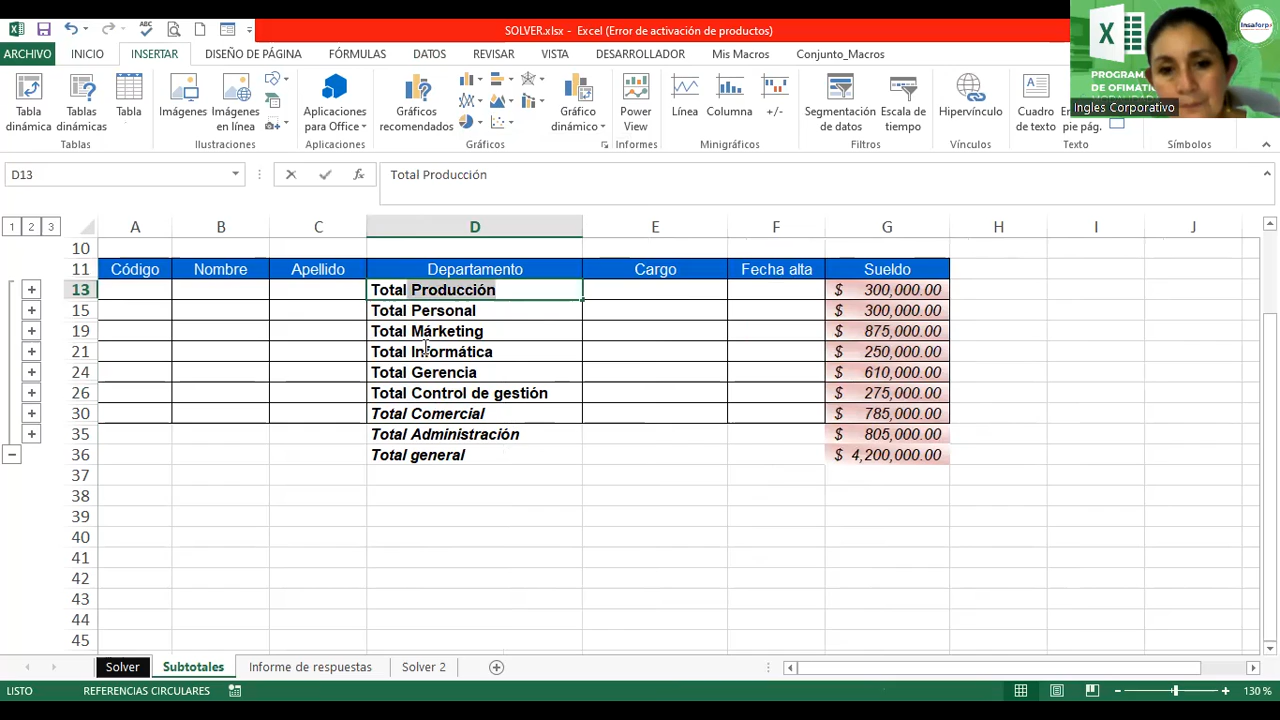 SOLVER.xlsx - Excel (Error de activación de productos)
ARCHIVO INICIO INSERTAR DISEÑO DE PÁGINA FÓRMULAS DATOS REVISAR VISTA DESARROLLADOR Mis Macros Conjunto_Macros
Tabla dinámica
Tablas dinámicas
Tabla
Imágenes
Imágenes en línea
Aplicaciones para Office
Gráficos recomendados
Gráfico dinámico
Power View
Línea
Columna
+/-
Segmentación de datos
Escala de tiempo
Hipervínculo
Cuadro de texto
pie pág.
Tablas Ilustraciones Aplicaciones Gráficos Informes Minigráficos Filtros Vínculos Texto Símbolos
Insaforp
DE OFIMÁTIC
Ingles Corporativo
D13 fx Total Producción
1 2 3 A B C D E F G H I J
10
11 Código Nombre Apellido Departamento Cargo Fecha alta Sueldo
13 Total Producción $ 300,000.00
15 Total Personal $ 300,000.00
19 Total Márketing $ 875,000.00
21 Total Informática $ 250,000.00
24 Total Gerencia $ 610,000.00
26 Total Control de gestión $ 275,000.00
30 Total Comercial $ 785,000.00
35 Total Administración $ 805,000.00
36 Total general $ 4,200,000.00
37
38
39
40
41
42
43
44
45
Solver Subtotales Informe de respuestas Solver 2
LISTO REFERENCIAS CIRCULARES 130 %